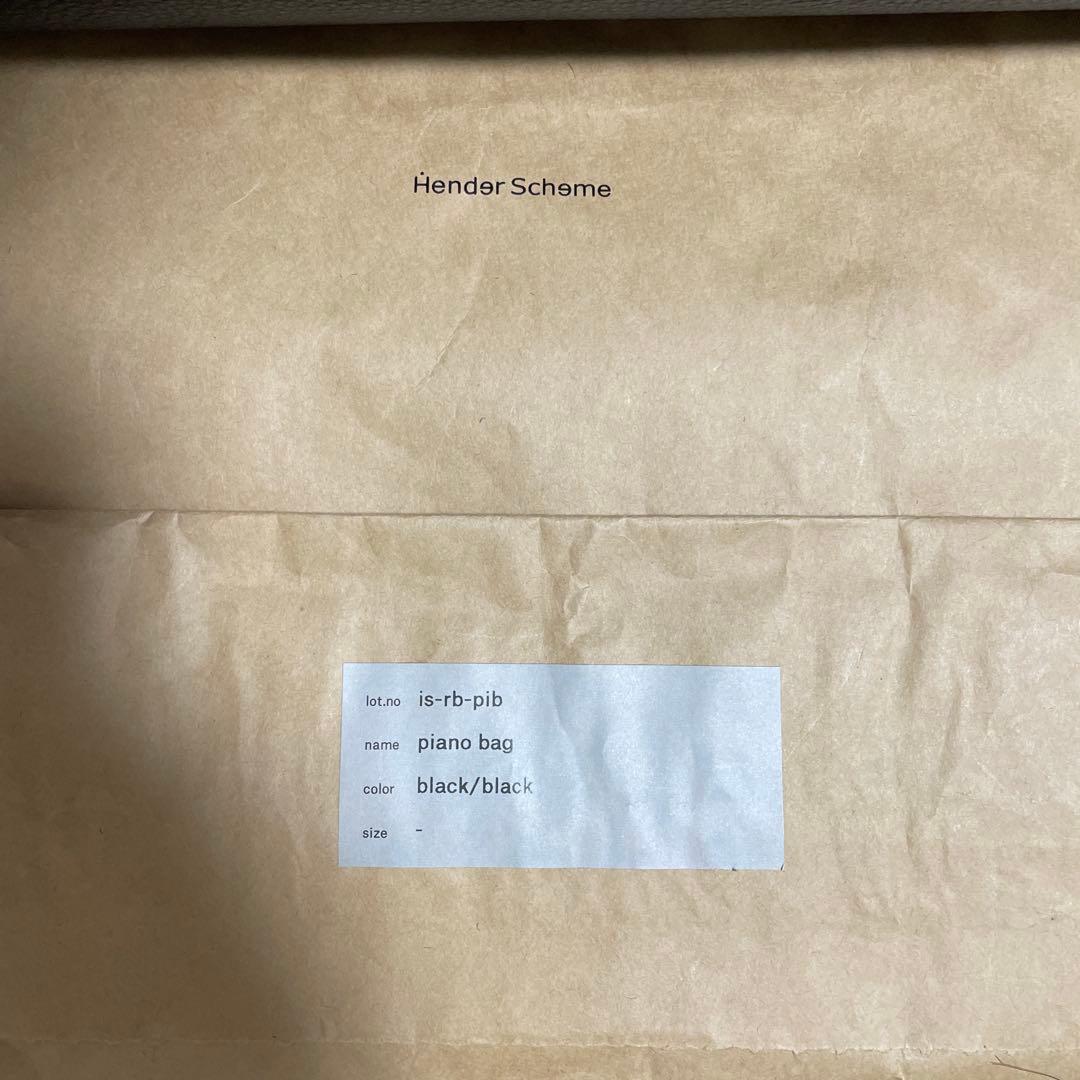 Hender Scheme
lot.no is-rb-pib
name piano bag
color black/black
size -